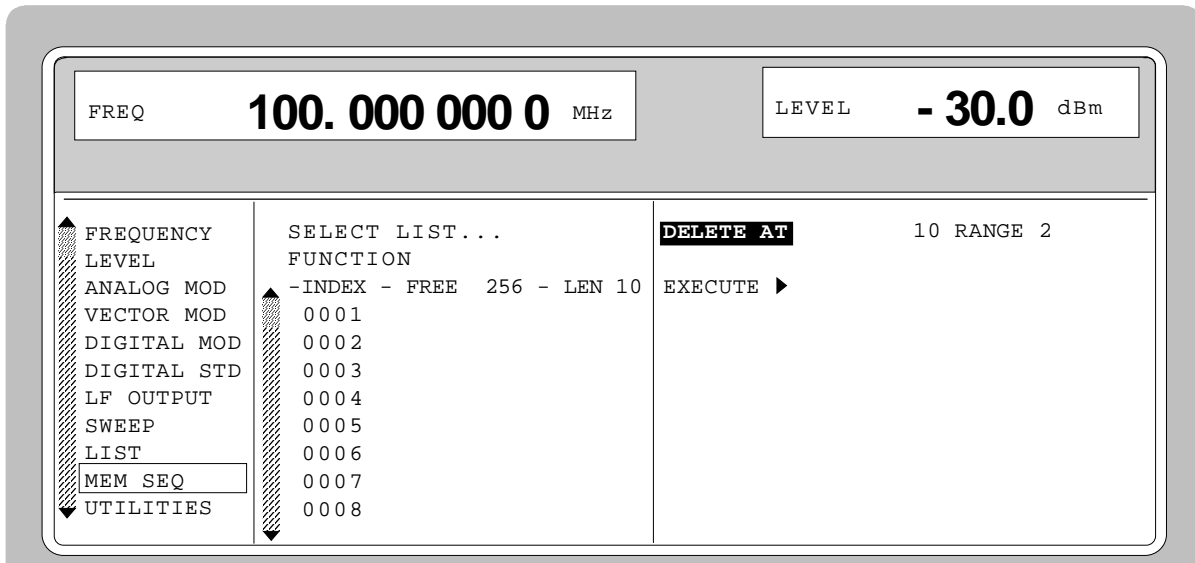 FREQ 100. 000 000 0 MHz
LEVEL - 30.0 dBm
FREQUENCY
LEVEL
ANALOG MOD
VECTOR MOD
DIGITAL MOD
DIGITAL STD
LF OUTPUT
SWEEP
LIST
MEM SEQ
UTILITIES
SELECT LIST...
FUNCTION
-INDEX - FREE 256 - LEN 10
0001
0002
0003
0004
0005
0006
0007
0008
DELETE AT 10 RANGE 2
EXECUTE